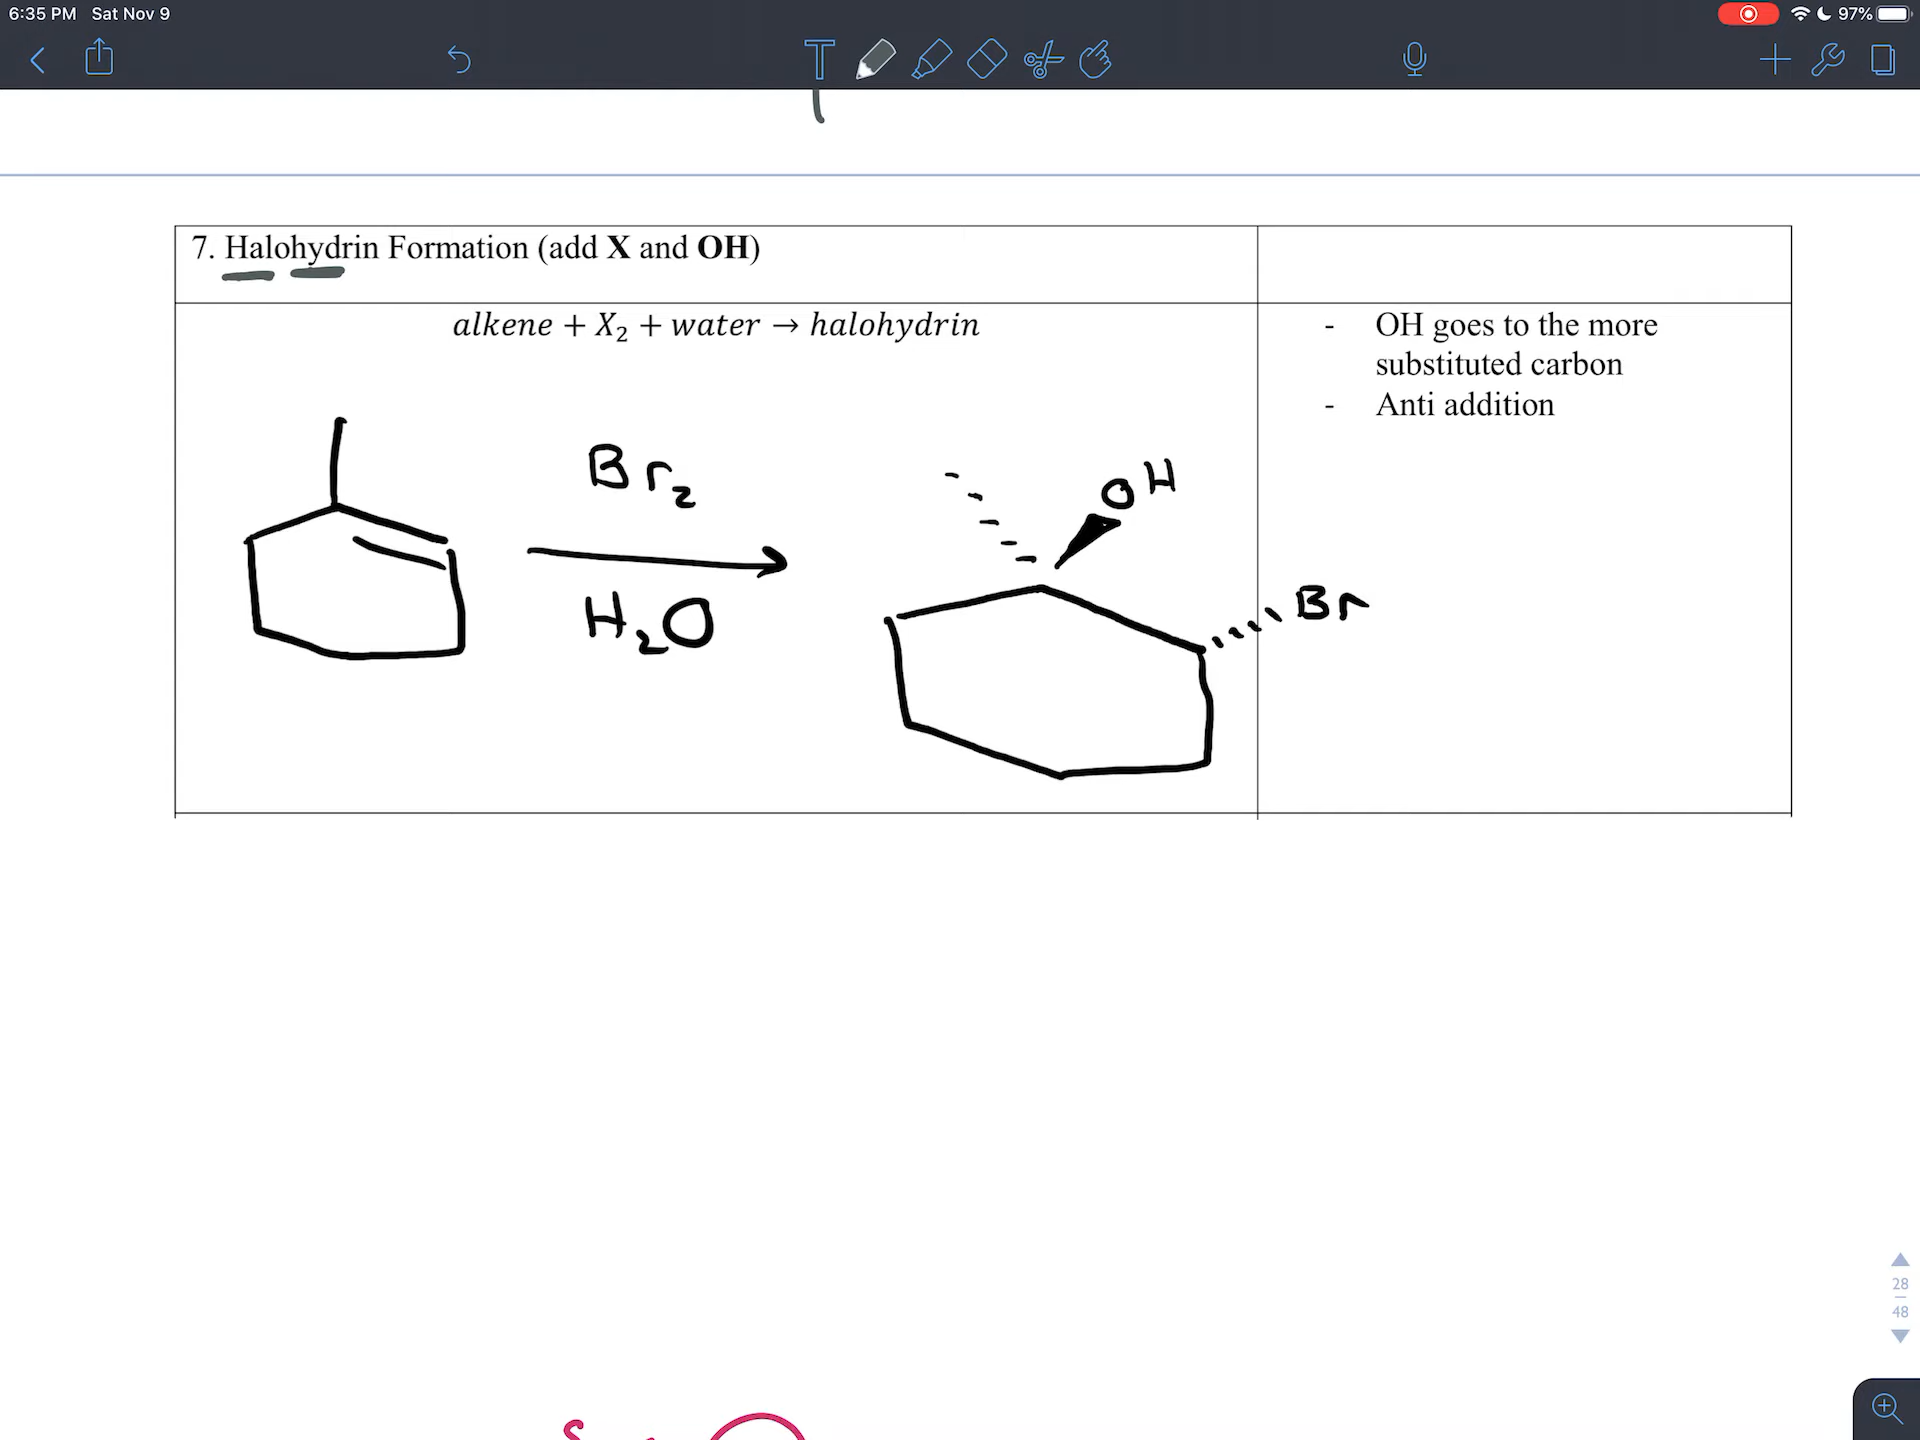 6:35 PM Sat Nov 9
97%
T
7. Halohydrin Formation (add X and OH)
alkene + X₂ + water → halohydrin
- OH goes to the more
substituted carbon
- Anti addition
Br₂
H₂O
OH
Br
28
48